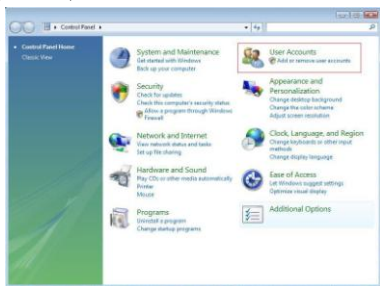 Control Panel
Control Panel Home
Classic View
System and Maintenance
Get started with Windows
Back up your computer
Security
Check for updates
Check this computer's security status
Allow a program through Windows
Firewall
Network and Internet
View network status and tasks
Set up file sharing
Hardware and Sound
Play CDs or other media automatically
Printer
Mouse
Programs
Uninstall a program
Change startup programs
User Accounts
Add or remove user accounts
Appearance and
Personalization
Change desktop background
Change the color scheme
Adjust screen resolution
Clock, Language, and Region
Change keyboards or other input
methods
Change display language
Ease of Access
Let Windows suggest settings
Optimize visual display
Additional Options